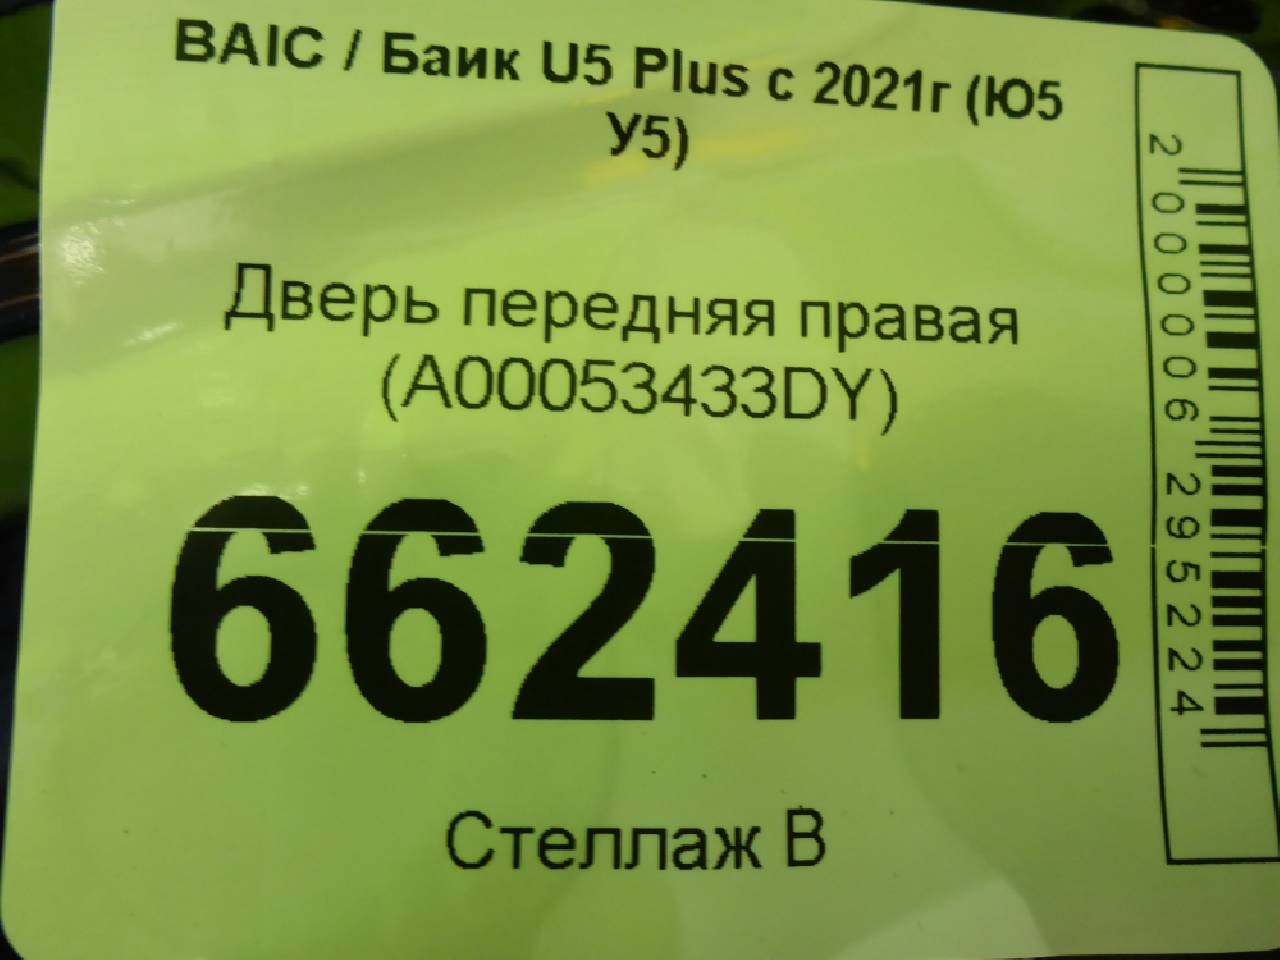 BAIC / Баик U5 Plus с 2021г (Ю5
У5)
Дверь передняя правая
(A00053433DY)
662416
Стеллаж В
2000006295224